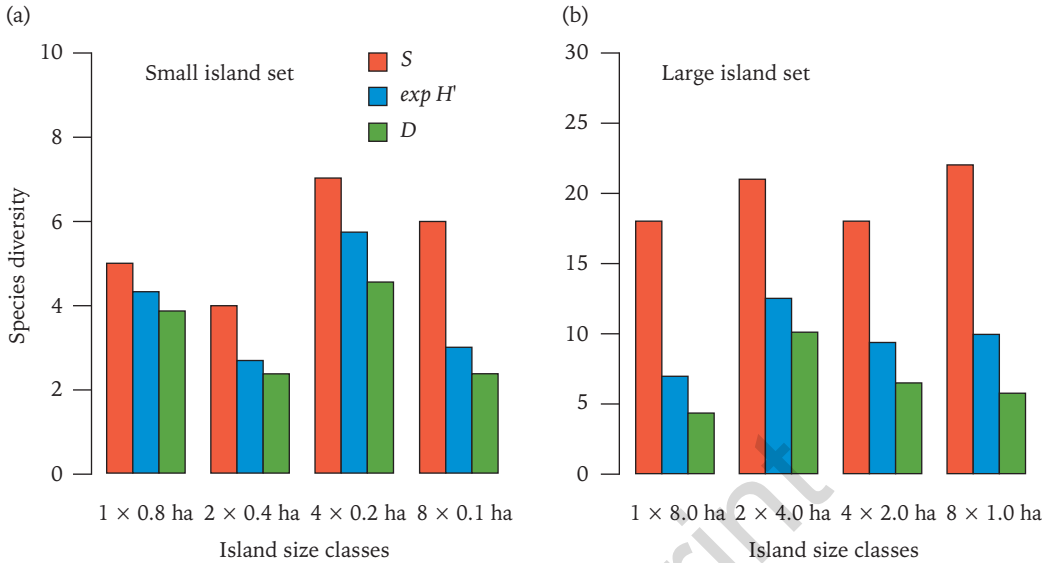 (a)
Small island set
S
exp H'
D
Species diversity
10
8
6
4
2
0
1 × 0.8 ha 2 × 0.4 ha 4 × 0.2 ha 8 × 0.1 ha
Island size classes
(b)
Large island set
30
25
20
15
10
5
0
1 × 8.0 ha 2 × 4.0 ha 4 × 2.0 ha 8 × 1.0 ha
Island size classes